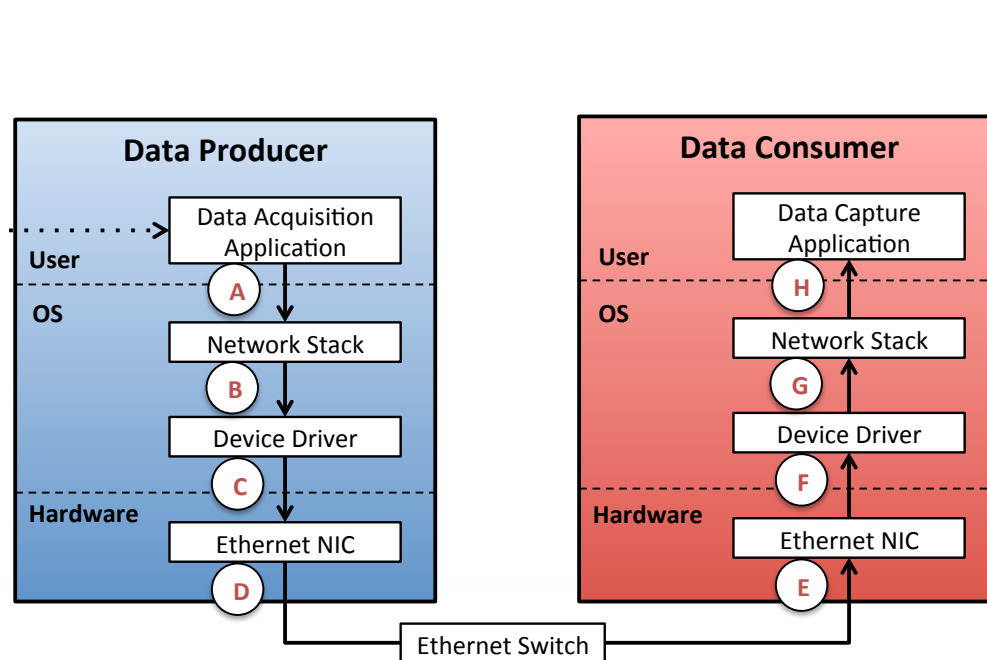 Data Producer
Data Acquisition
Application
User
A
OS
Network Stack
B
Device Driver
C
Hardware
Ethernet NIC
D
Data Consumer
Data Capture
Application
User
H
OS
Network Stack
G
Device Driver
F
Hardware
Ethernet NIC
E
Ethernet Switch